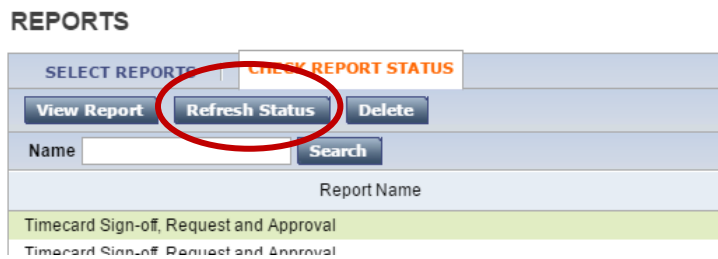 REPORTS
SELECT REPORTS CHECK REPORT STATUS
View Report Refresh Status Delete
Name Search
Report Name
Timecard Sign-off, Request and Approval
Timecard Sign-off, Request and Approval